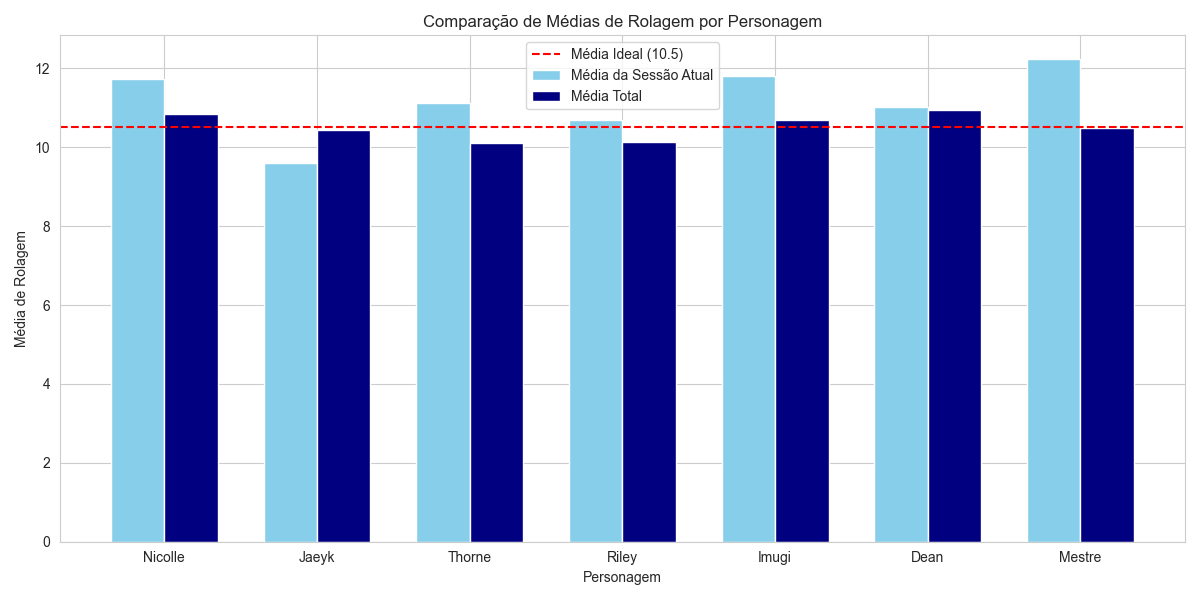 Comparação de Médias de Rolagem por Personagem
Média Ideal (10.5)
Média da Sessão Atual
Média Total
12
10
8
6
4
2
0
Média de Rolagem
Nicolle
Jaeyk
Thorne
Riley
Imugi
Dean
Mestre
Personagem